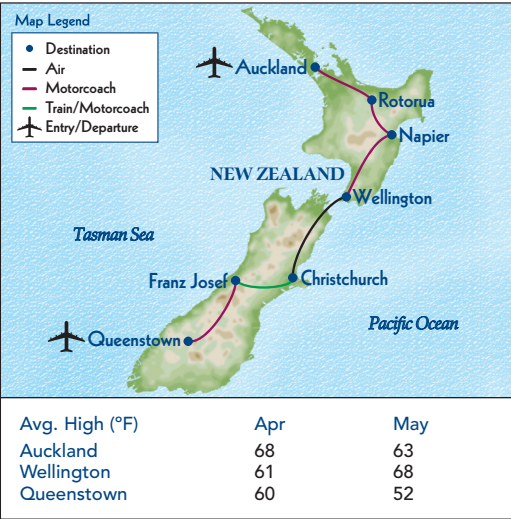 Map Legend
Destination
Air
Motorcoach
Train/Motorcoach
Entry/Departure
Auckland
Rotorua
Napier
NEW ZEALAND
Wellington
Tasman Sea
Franz Josef
Christchurch
Pacific Ocean
Queenstown
Avg. High (ºF) Apr May
Auckland 68 63
Wellington 61 68
Queenstown 60 52